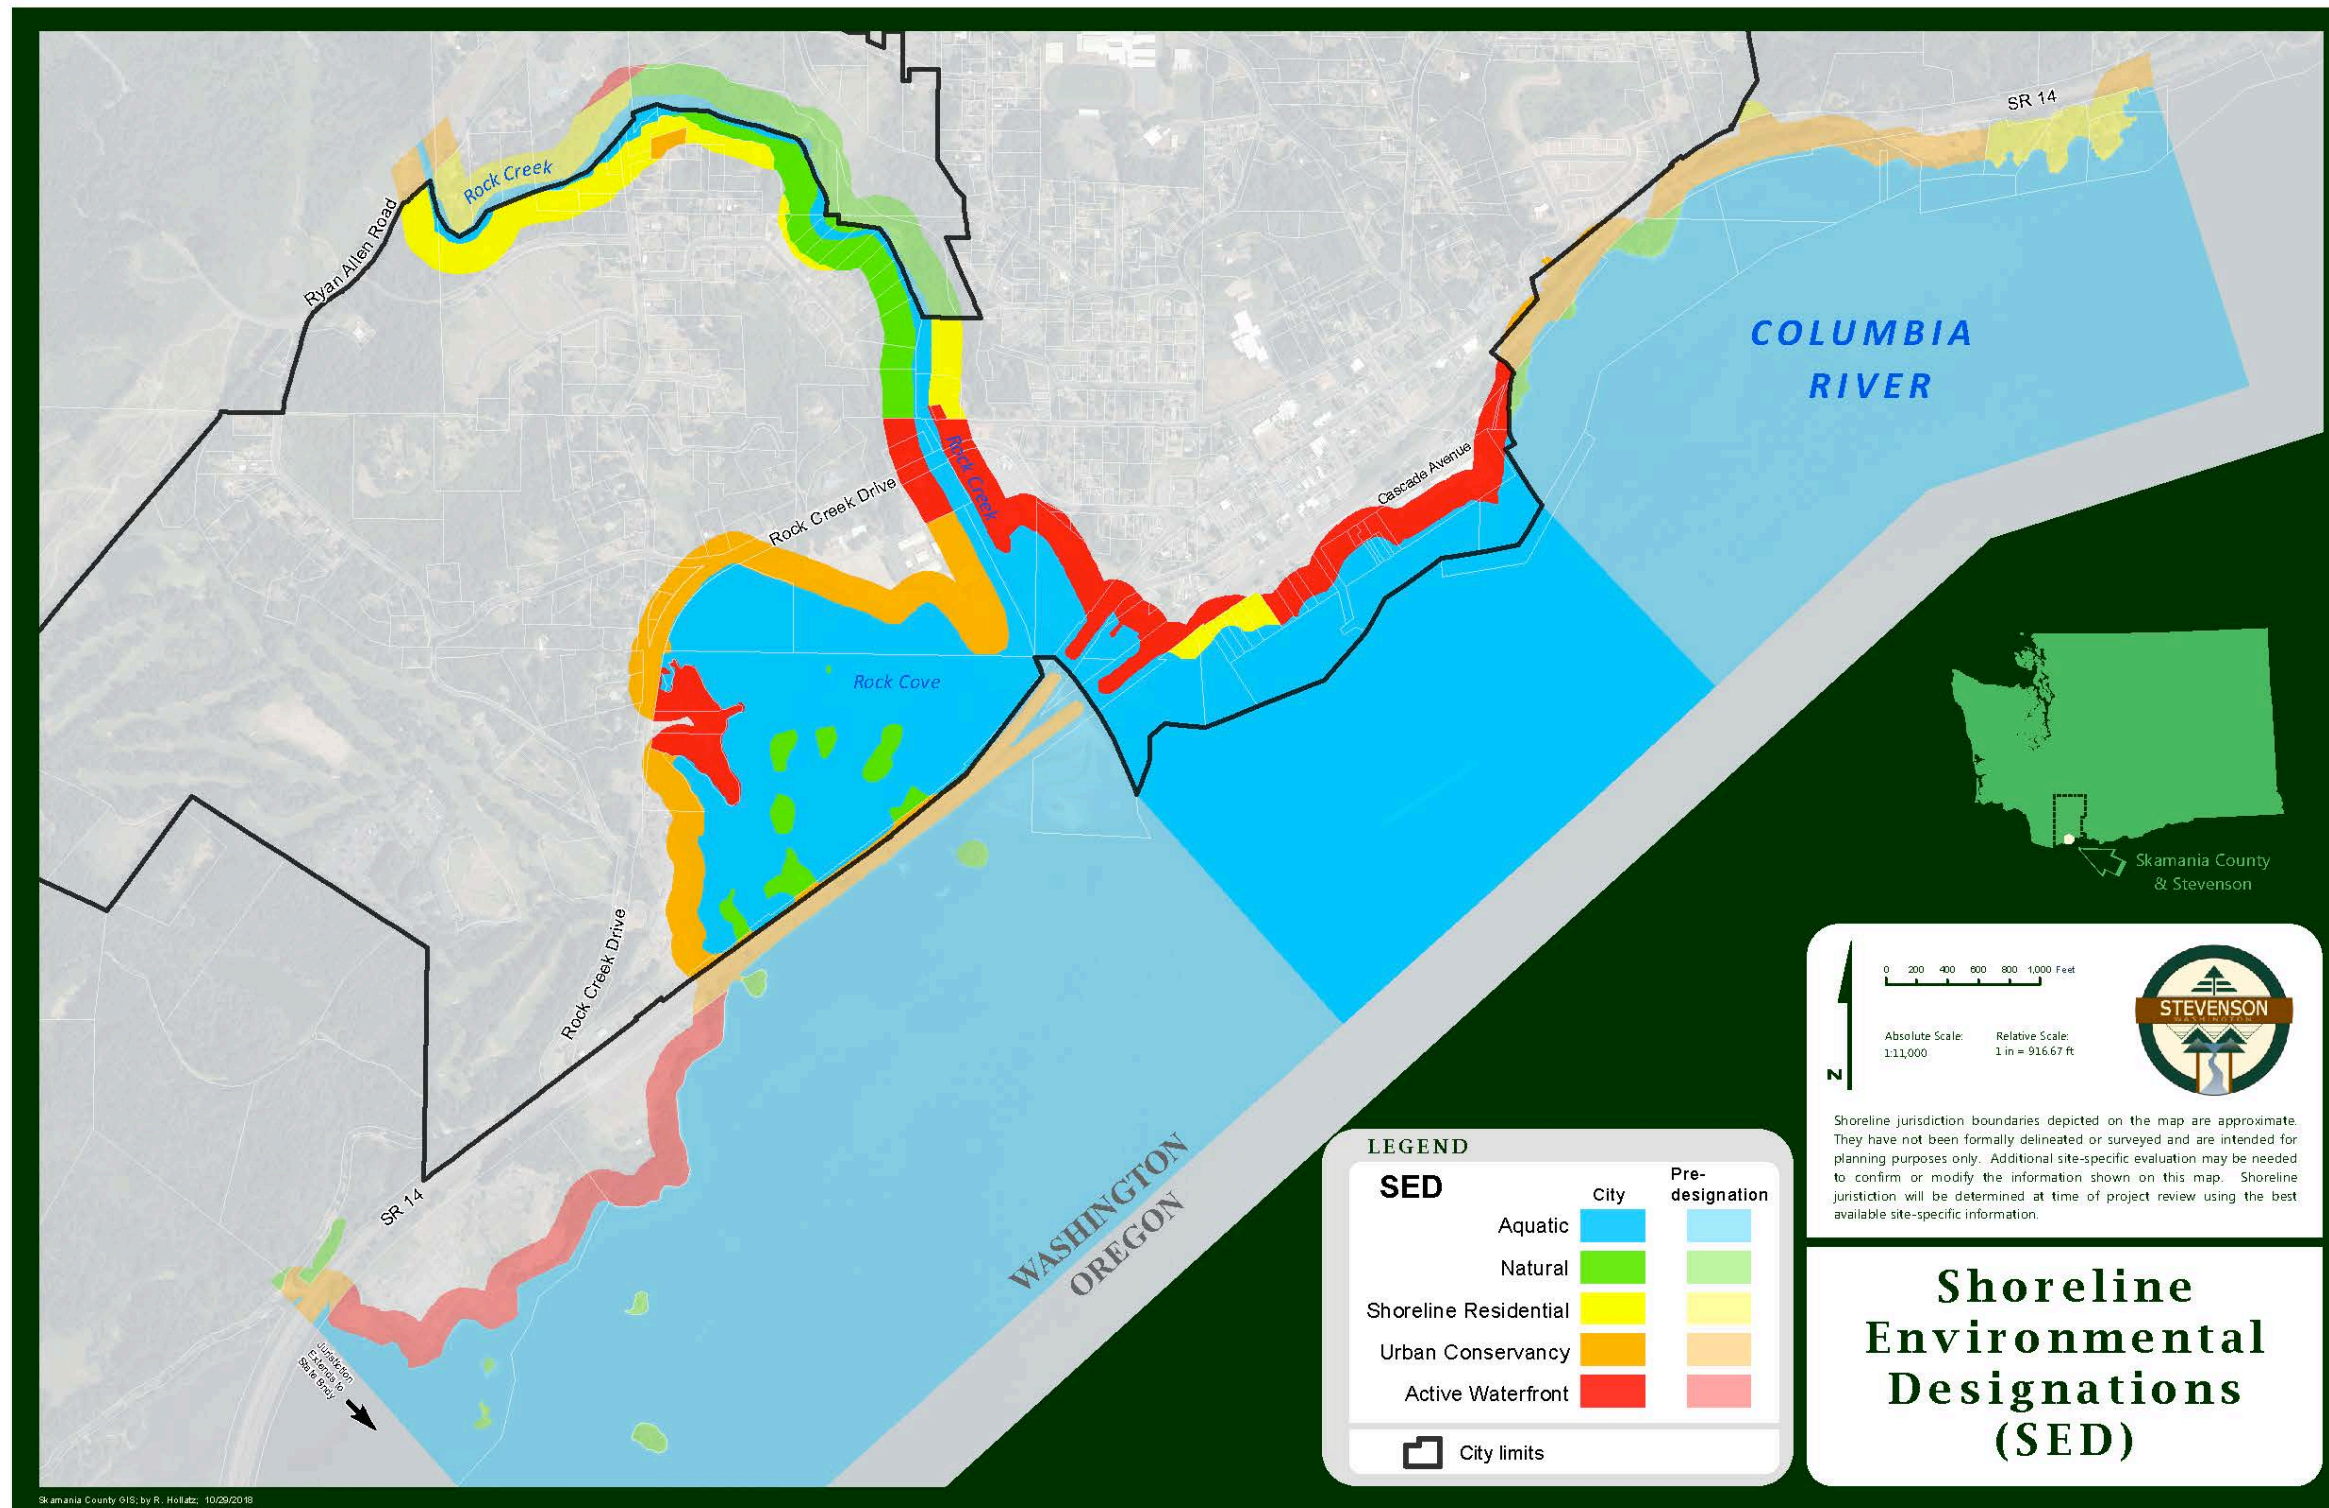 SR 14
Rock Creek
Ryan Allen Road
COLUMBIA
RIVER
Rock Creek
Cascade Avenue
Rock Creek Drive
Rock Cove
Skamania County
& Stevenson
Rock Creek Drive
SR 14
WASHINGTON
OREGON
Jurisdiction
Extends to
State Bndy
0 200 400 600 800 1,000 Feet
Absolute Scale:
1:11,000
Relative Scale:
1 in = 916.67 ft
N
STEVENSON
WASHINGTON
Shoreline jurisdiction boundaries depicted on the map are approximate.
They have not been formally delineated or surveyed and are intended for
planning purposes only. Additional site-specific evaluation may be needed
to confirm or modify the information shown on this map. Shoreline
juristiction will be determined at time of project review using the best
available site-specific information.
LEGEND
SED
City
Pre-
designation
Aquatic
Natural
Shoreline Residential
Urban Conservancy
Active Waterfront
City limits
Shoreline
Environmental
Designations
(SED)
Skamania County GIS; by R. Hollatz; 10/29/2018